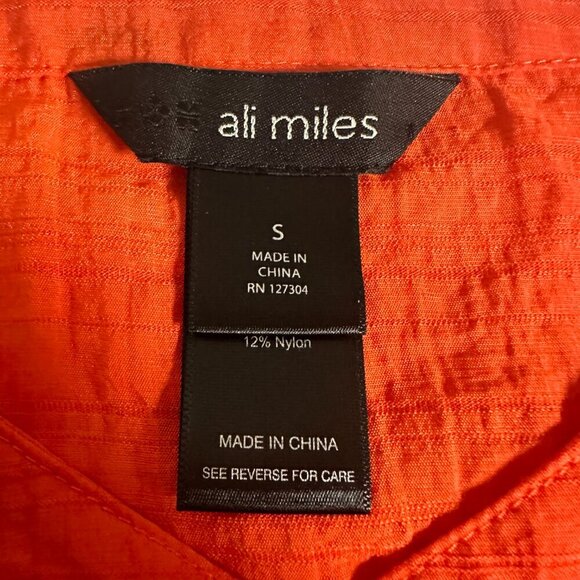 ali miles
S
MADE IN
CHINA
RN 127304
12% Nylon
MADE IN CHINA
SEE REVERSE FOR CARE